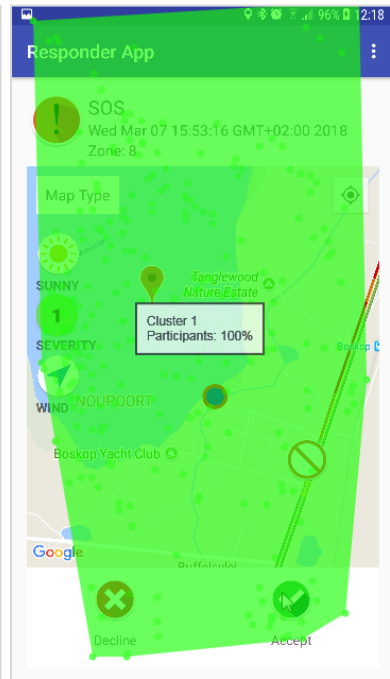 96% 12:18
Responder App
SOS
Wed Mar 07 15:53:16 GMT+02:00 2018
Zone: 8
Map Type
Tanglewood
Nature Estate
SUNNY
Cluster 1
Participants: 100%
1
SEVERITY
Boskop
WIND
NOUPOORT
Boskop Yacht Club
Google
Buffelsvlei
Decline
Accept